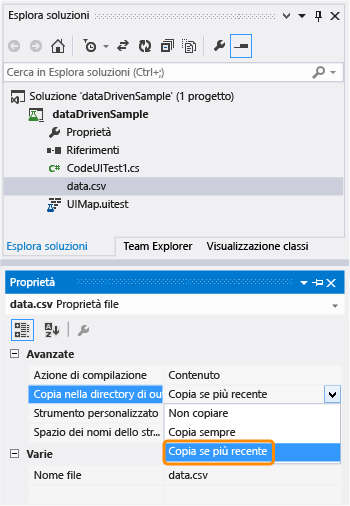 Esplora soluzioni
Cerca in Esplora soluzioni (Ctrl+;)
Soluzione 'dataDrivenSample' (1 progetto)
dataDrivenSample
Proprietà
Riferimenti
C# CodeUITest1.cs
data.csv
UIMap.uitest
Esplora soluzioni Team Explorer Visualizzazione classi
Proprietà
data.csv Proprietà file
Avanzate
Azione di compilazione Contenuto
Copia nella directory di ou Copia se più recente
Strumento personalizzato Non copiare
Spazio dei nomi dello str... Copia sempre
Copia se più recente
Varie
Nome file data.csv